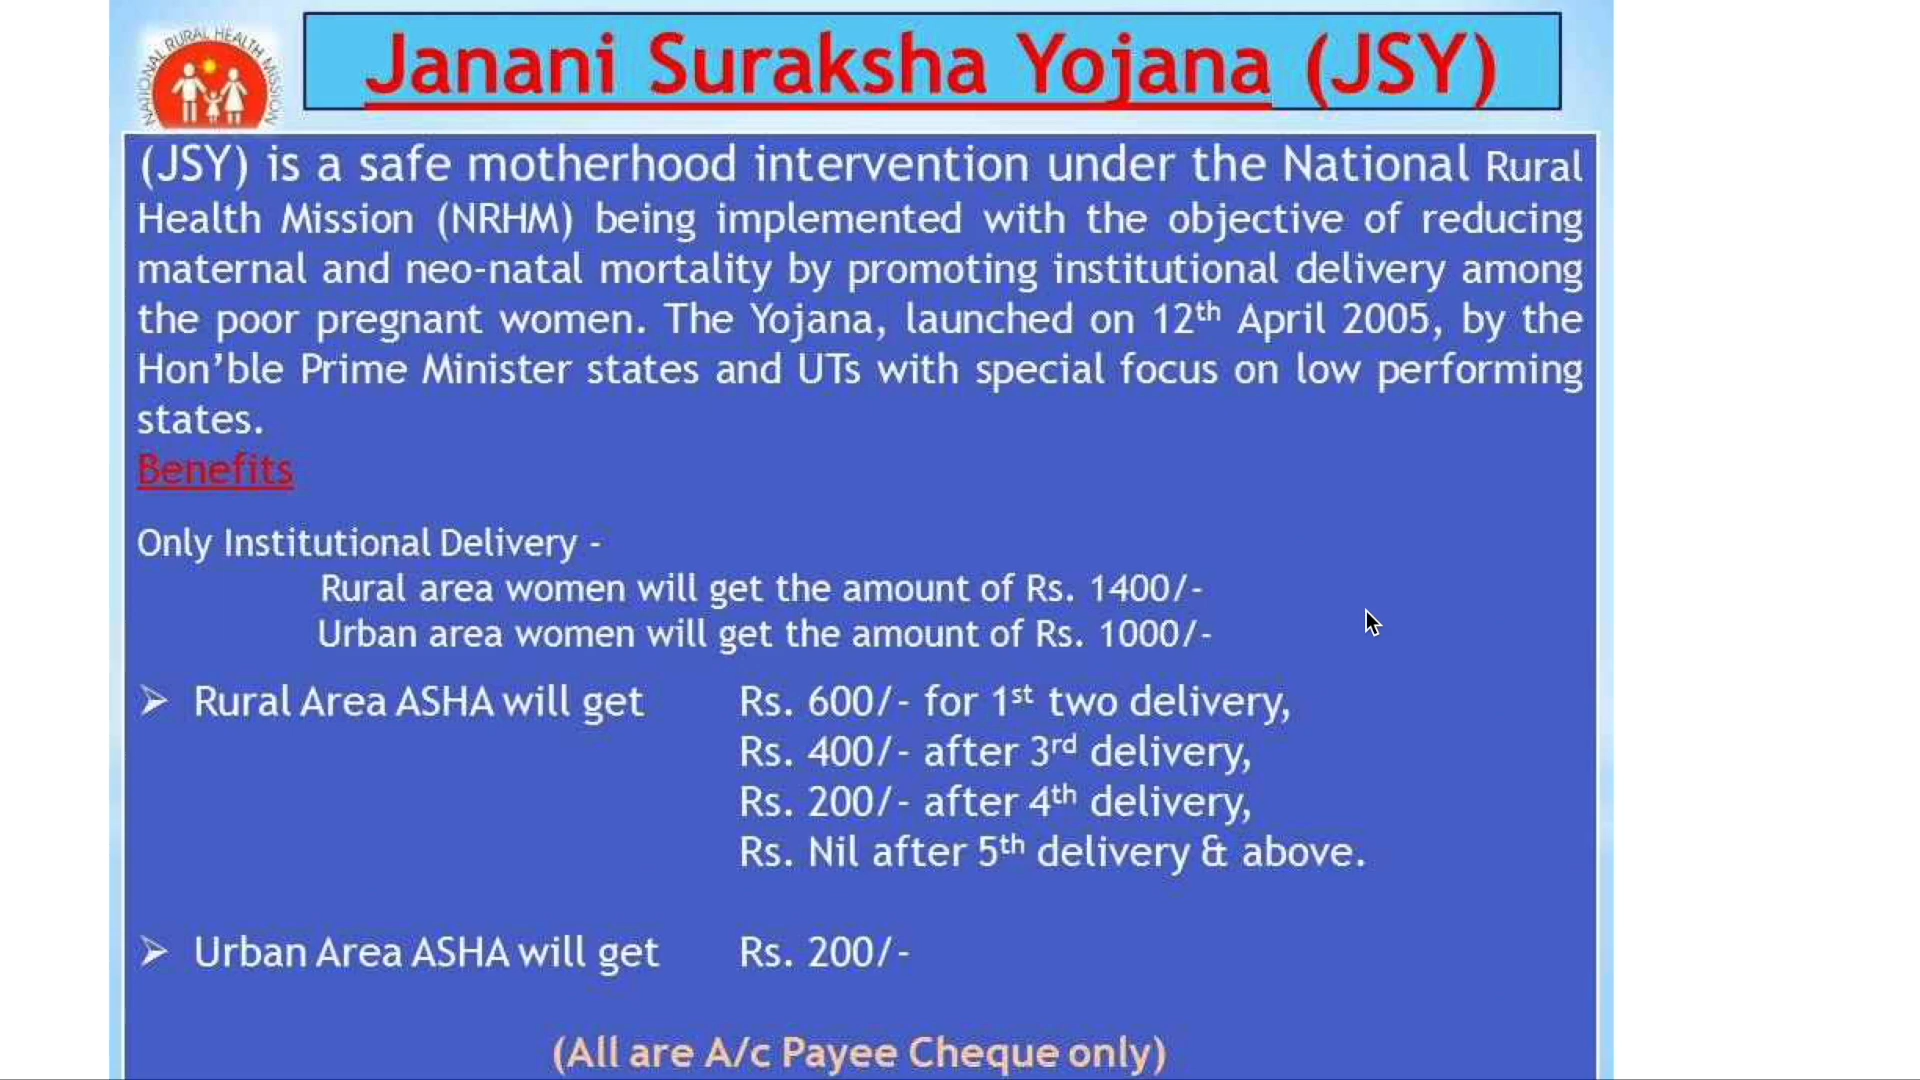 NATIONAL RURAL HEALTH MISSION
Janani Suraksha Yojana (JSY)
(JSY) is a safe motherhood intervention under the National Rural
Health Mission (NRHM) being implemented with the objective of reducing
maternal and neo-natal mortality by promoting institutional delivery among
the poor pregnant women. The Yojana, launched on 12th April 2005, by the
Hon’ble Prime Minister states and UTs with special focus on low performing
states.
Benefits
Only Institutional Delivery -
Rural area women will get the amount of Rs. 1400/-
Urban area women will get the amount of Rs. 1000/-
➢ Rural Area ASHA will get Rs. 600/- for 1st two delivery,
Rs. 400/- after 3rd delivery,
Rs. 200/- after 4th delivery,
Rs. Nil after 5th delivery & above.
➢ Urban Area ASHA will get Rs. 200/-
(All are A/c Payee Cheque only)